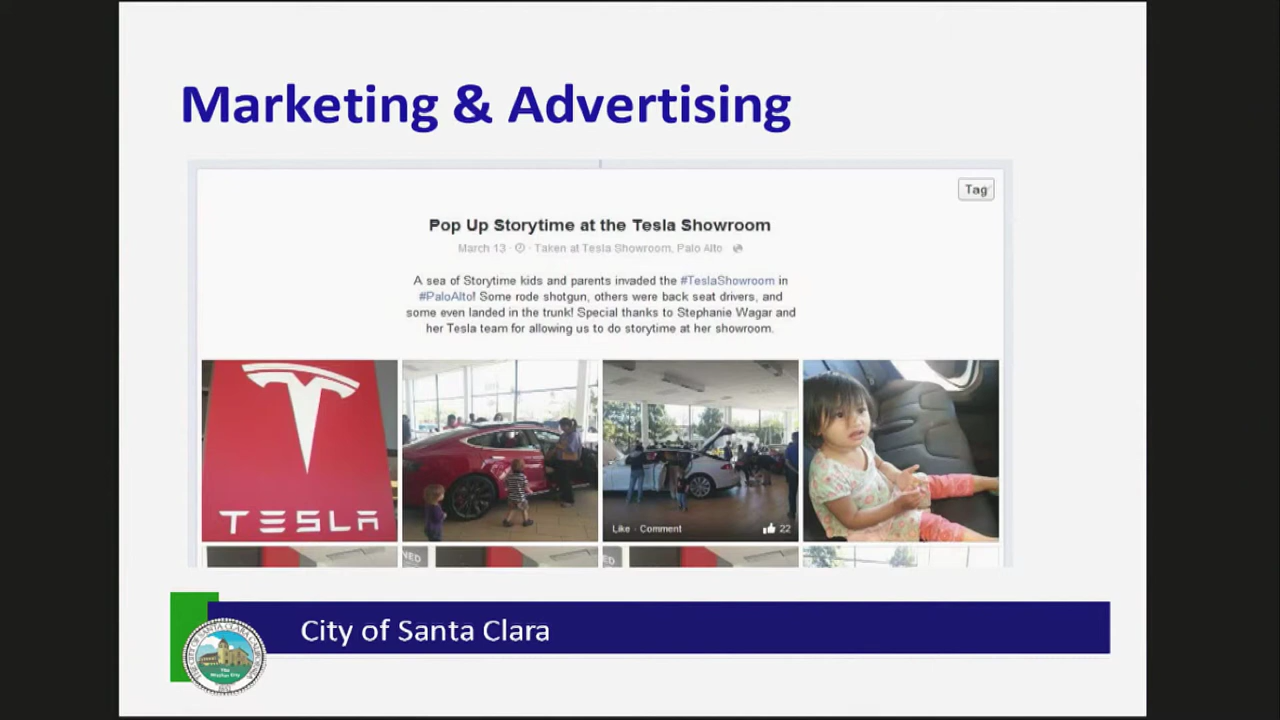 Marketing & Advertising
Tag
Pop Up Storytime at the Tesla Showroom
March 13 · Taken at Tesla Showroom, Palo Alto
A sea of Storytime kids and parents invaded the #TeslaShowroom in
#PaloAlto! Some rode shotgun, others were back seat drivers, and
some even landed in the trunk! Special thanks to Stephanie Wagar and
her Tesla team for allowing us to do storytime at her showroom.
TESLA
Like · Comment
22
City of Santa Clara